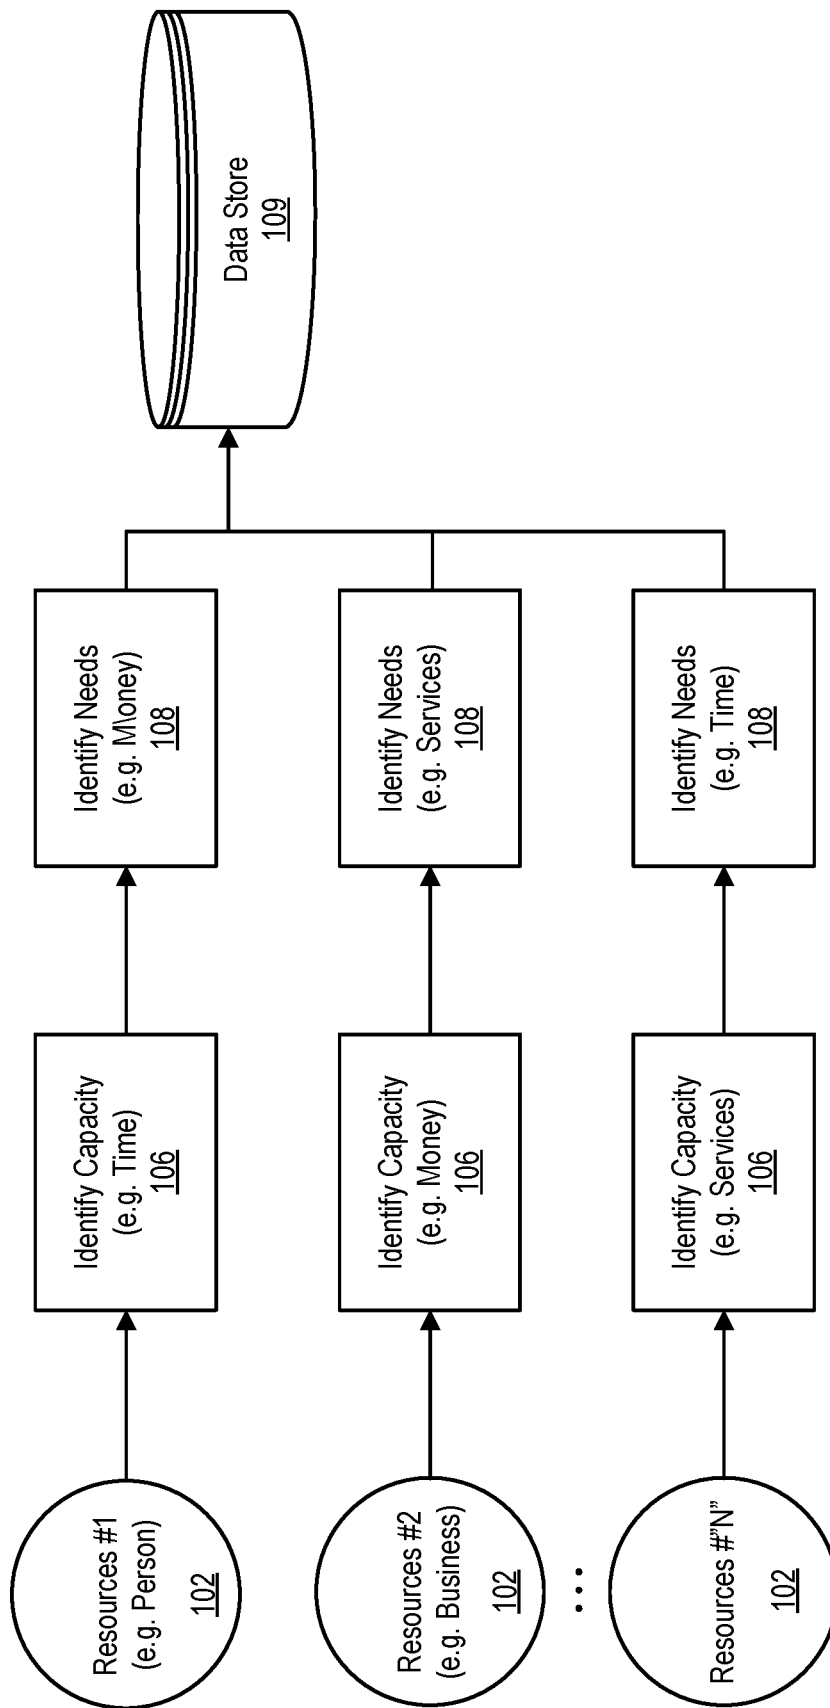 Resources #1
(e.g. Person)
102
Identify Capacity
(e.g. Time)
106
Identify Needs
(e.g. M\oney)
108
Resources #2
(e.g. Business)
102
Identify Capacity
(e.g. Money)
106
Identify Needs
(e.g. Services)
108
...
Resources #”N”
102
Identify Capacity
(e.g. Services)
106
Identify Needs
(e.g. Time)
108
Data Store
109